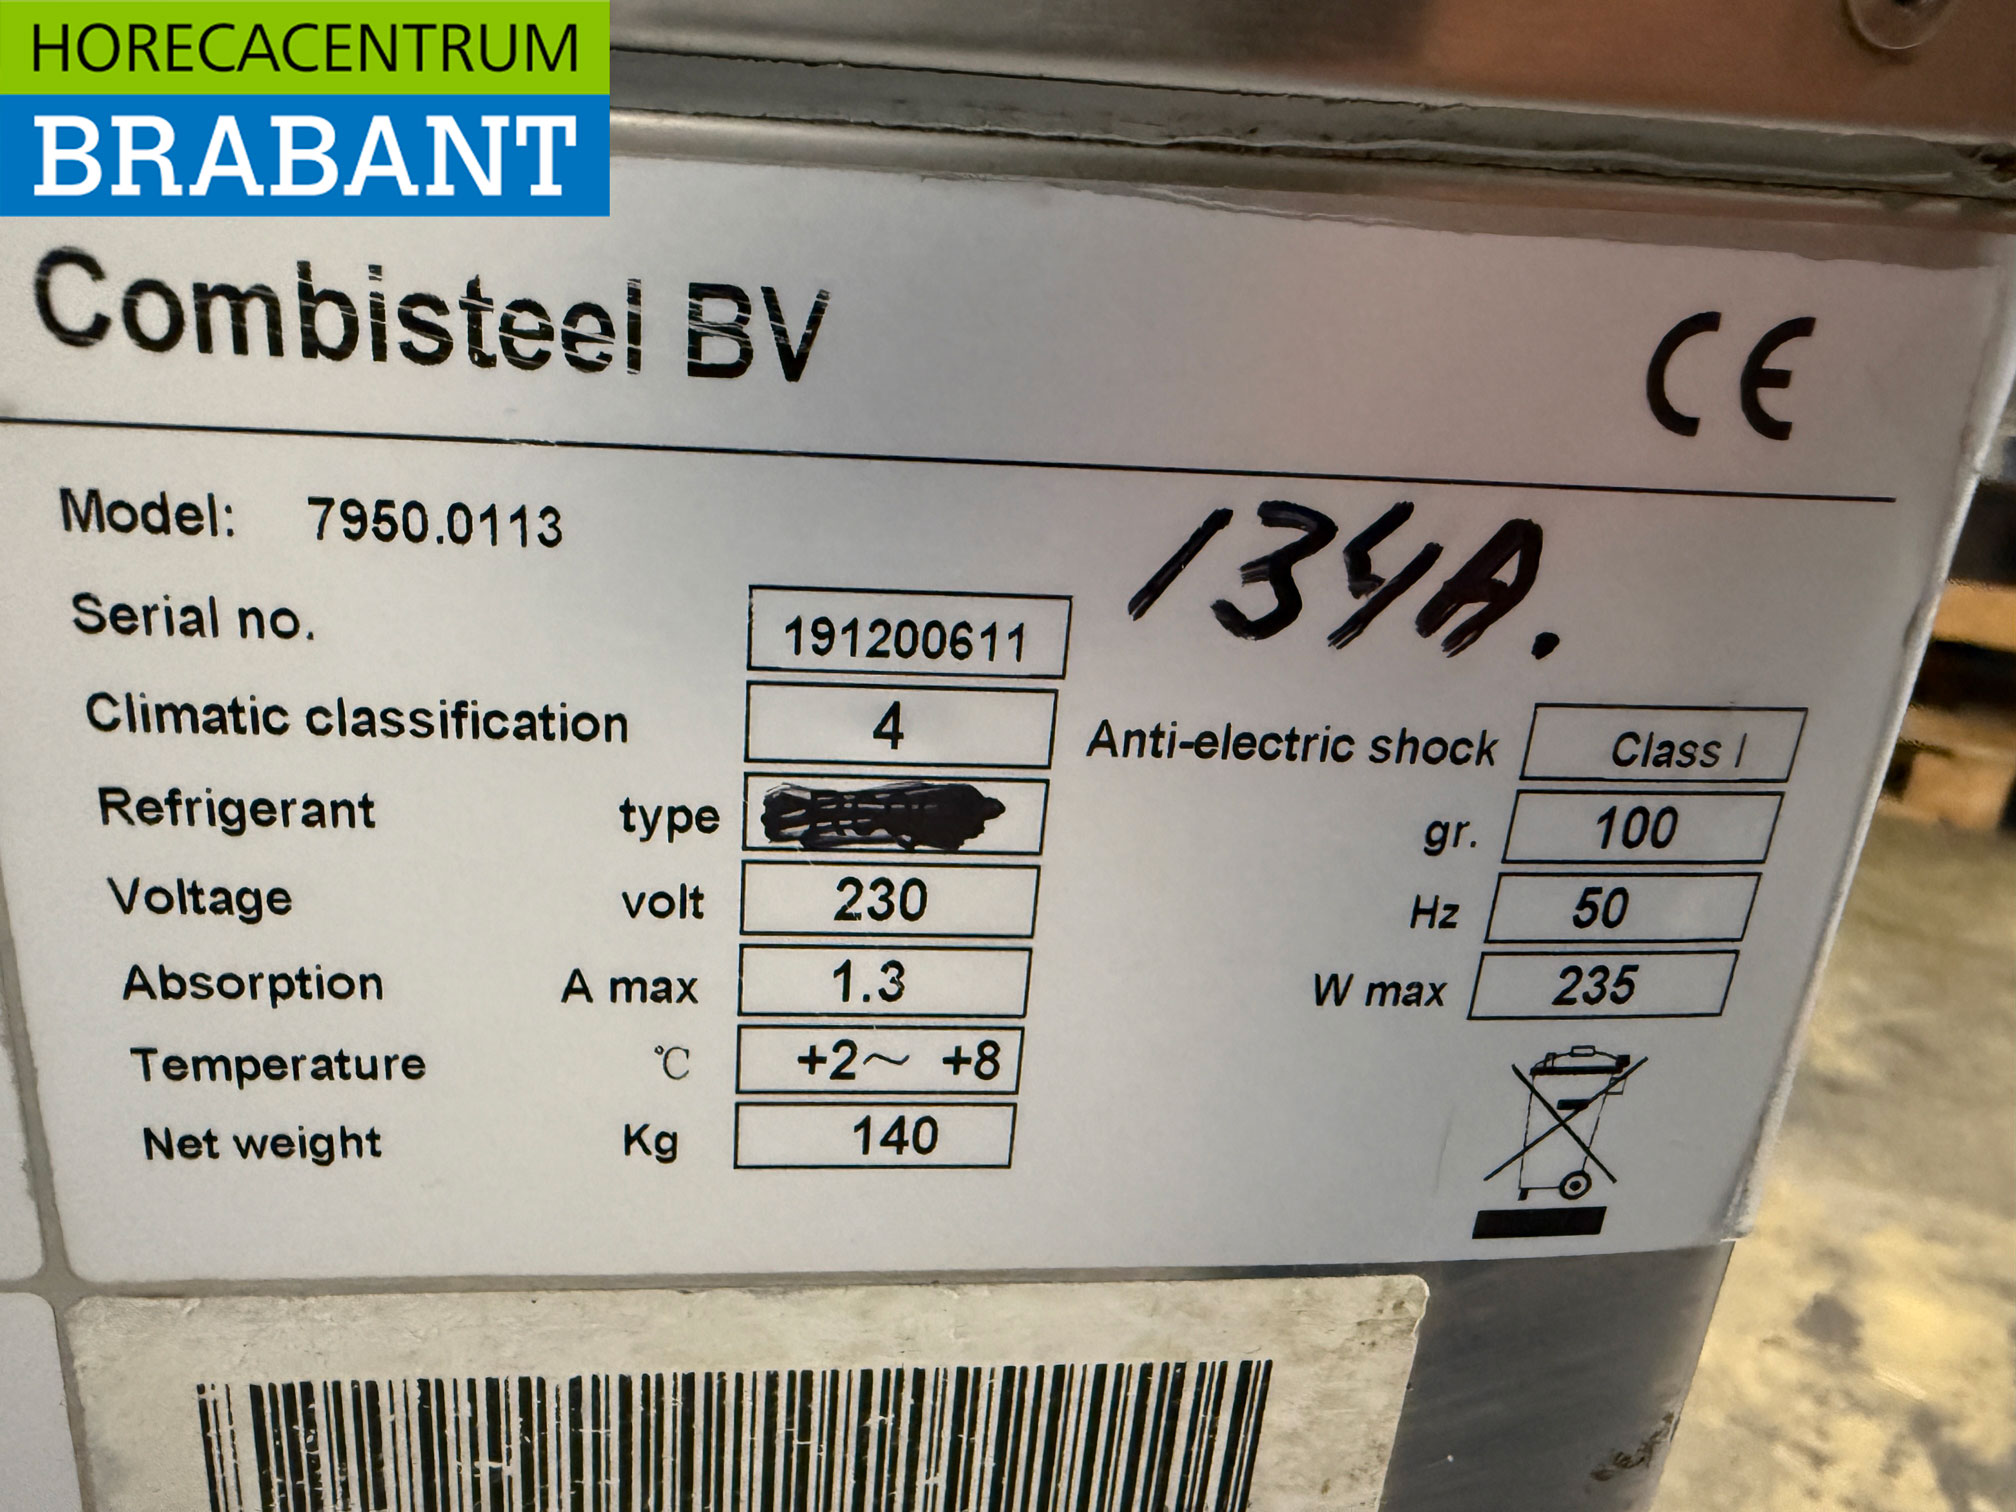 HORECACENTRUM
BRABANT
Combisteel BV
CE
Model: 7950.0113
134A.
Serial no. 191200611
Climatic classification 4 Anti-electric shock Class I
Refrigerant type gr. 100
Voltage volt 230 Hz 50
Absorption A max 1.3 W max 235
Temperature ℃ +2～ +8
Net weight Kg 140